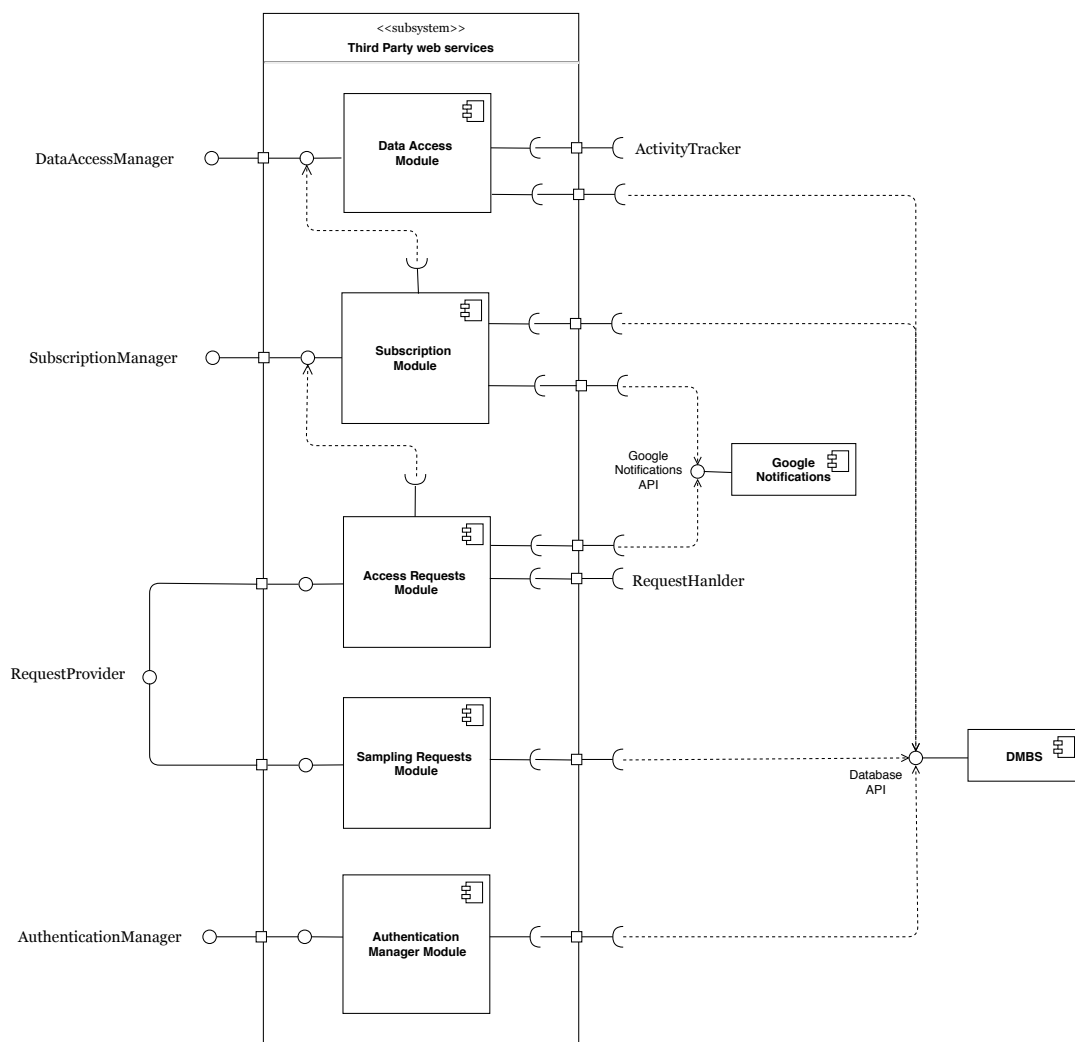 <<subsystem>>
Third Party web services
Data Access
Module
DataAccessManager
ActivityTracker
Subscription
Module
SubscriptionManager
Google
Notifications
API
Google
Notifications
Access Requests
Module
RequestHanlder
RequestProvider
Sampling Requests
Module
Database
API
DMBS
Authentication
Manager Module
AuthenticationManager